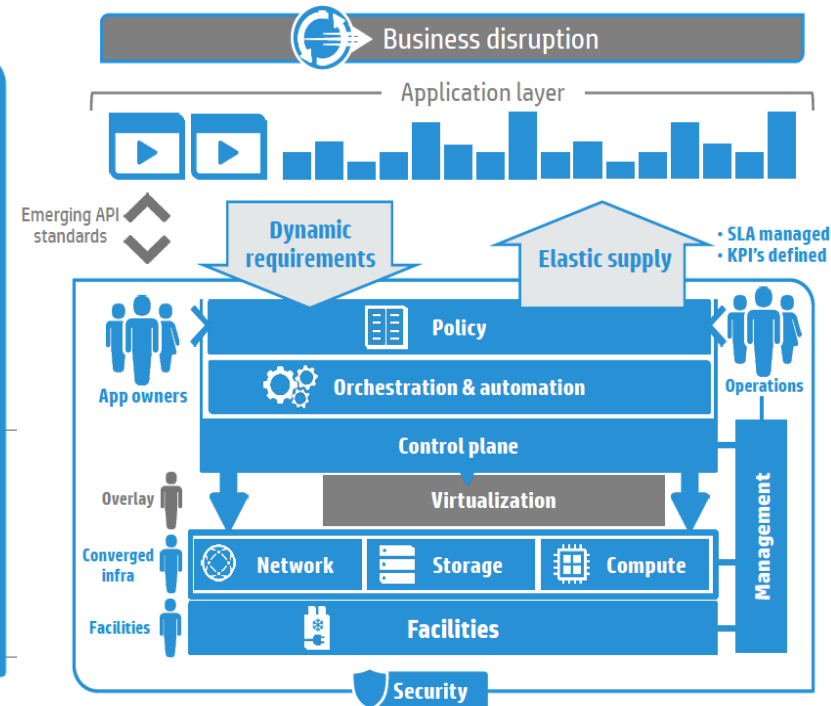 Business disruption
Application layer
Emerging API
standards
Dynamic
requirements
Elastic supply
• SLA managed
• KPI's defined
Policy
App owners
Orchestration & automation
Operations
Control plane
Overlay
Virtualization
Management
Converged
infra
Network
Storage
Compute
Facilities
Facilities
Security